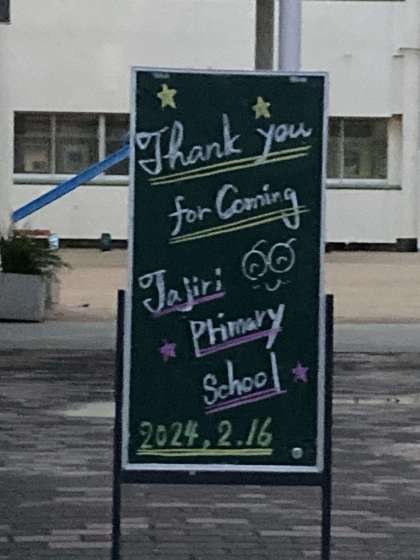 Thank you
for Coming
Tajiri
Primary
School
2024.2.16